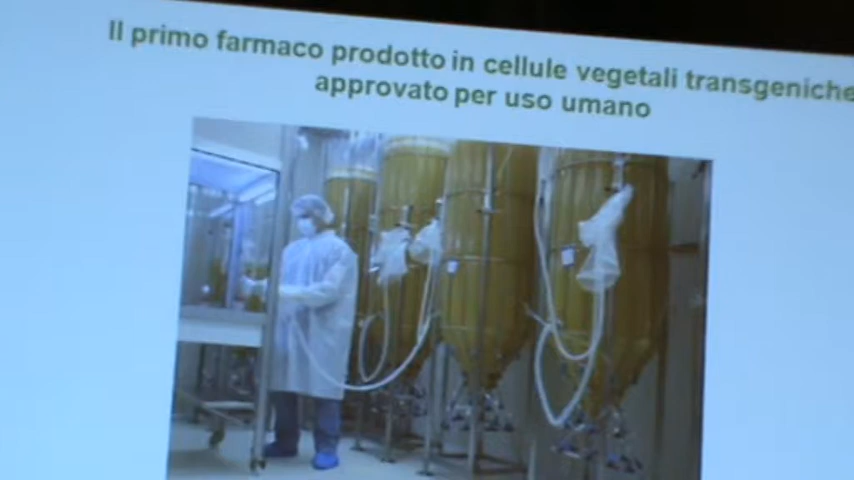 Il primo farmaco prodotto in cellule vegetali transgeniche
approvato per uso umano